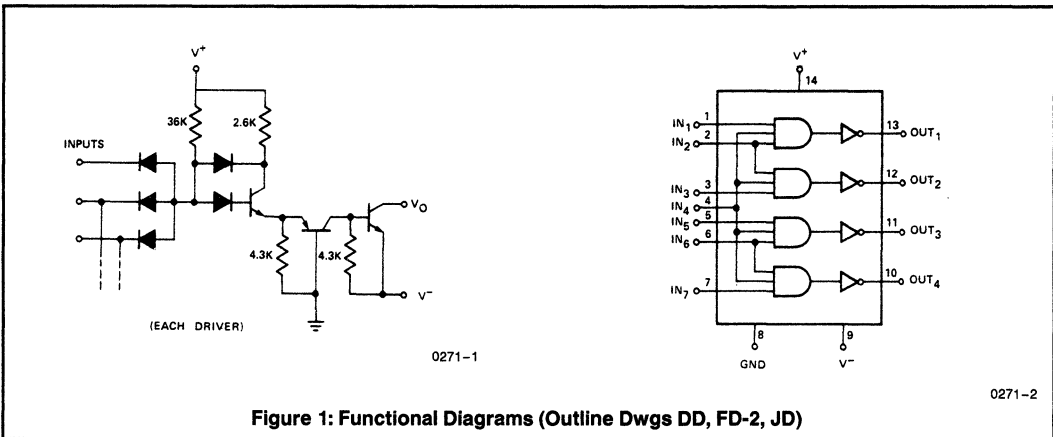 V+
36K
2.6K
INPUTS
4.3K
4.3K
VO
V−
(EACH DRIVER)
0271–1
V+
14
IN1
1
IN2
2
IN3
3
IN4
4
IN5
5
IN6
6
IN7
7
13
OUT1
12
OUT2
11
OUT3
10
OUT4
8
GND
9
V−
0271–2
Figure 1: Functional Diagrams (Outline Dwgs DD, FD-2, JD)